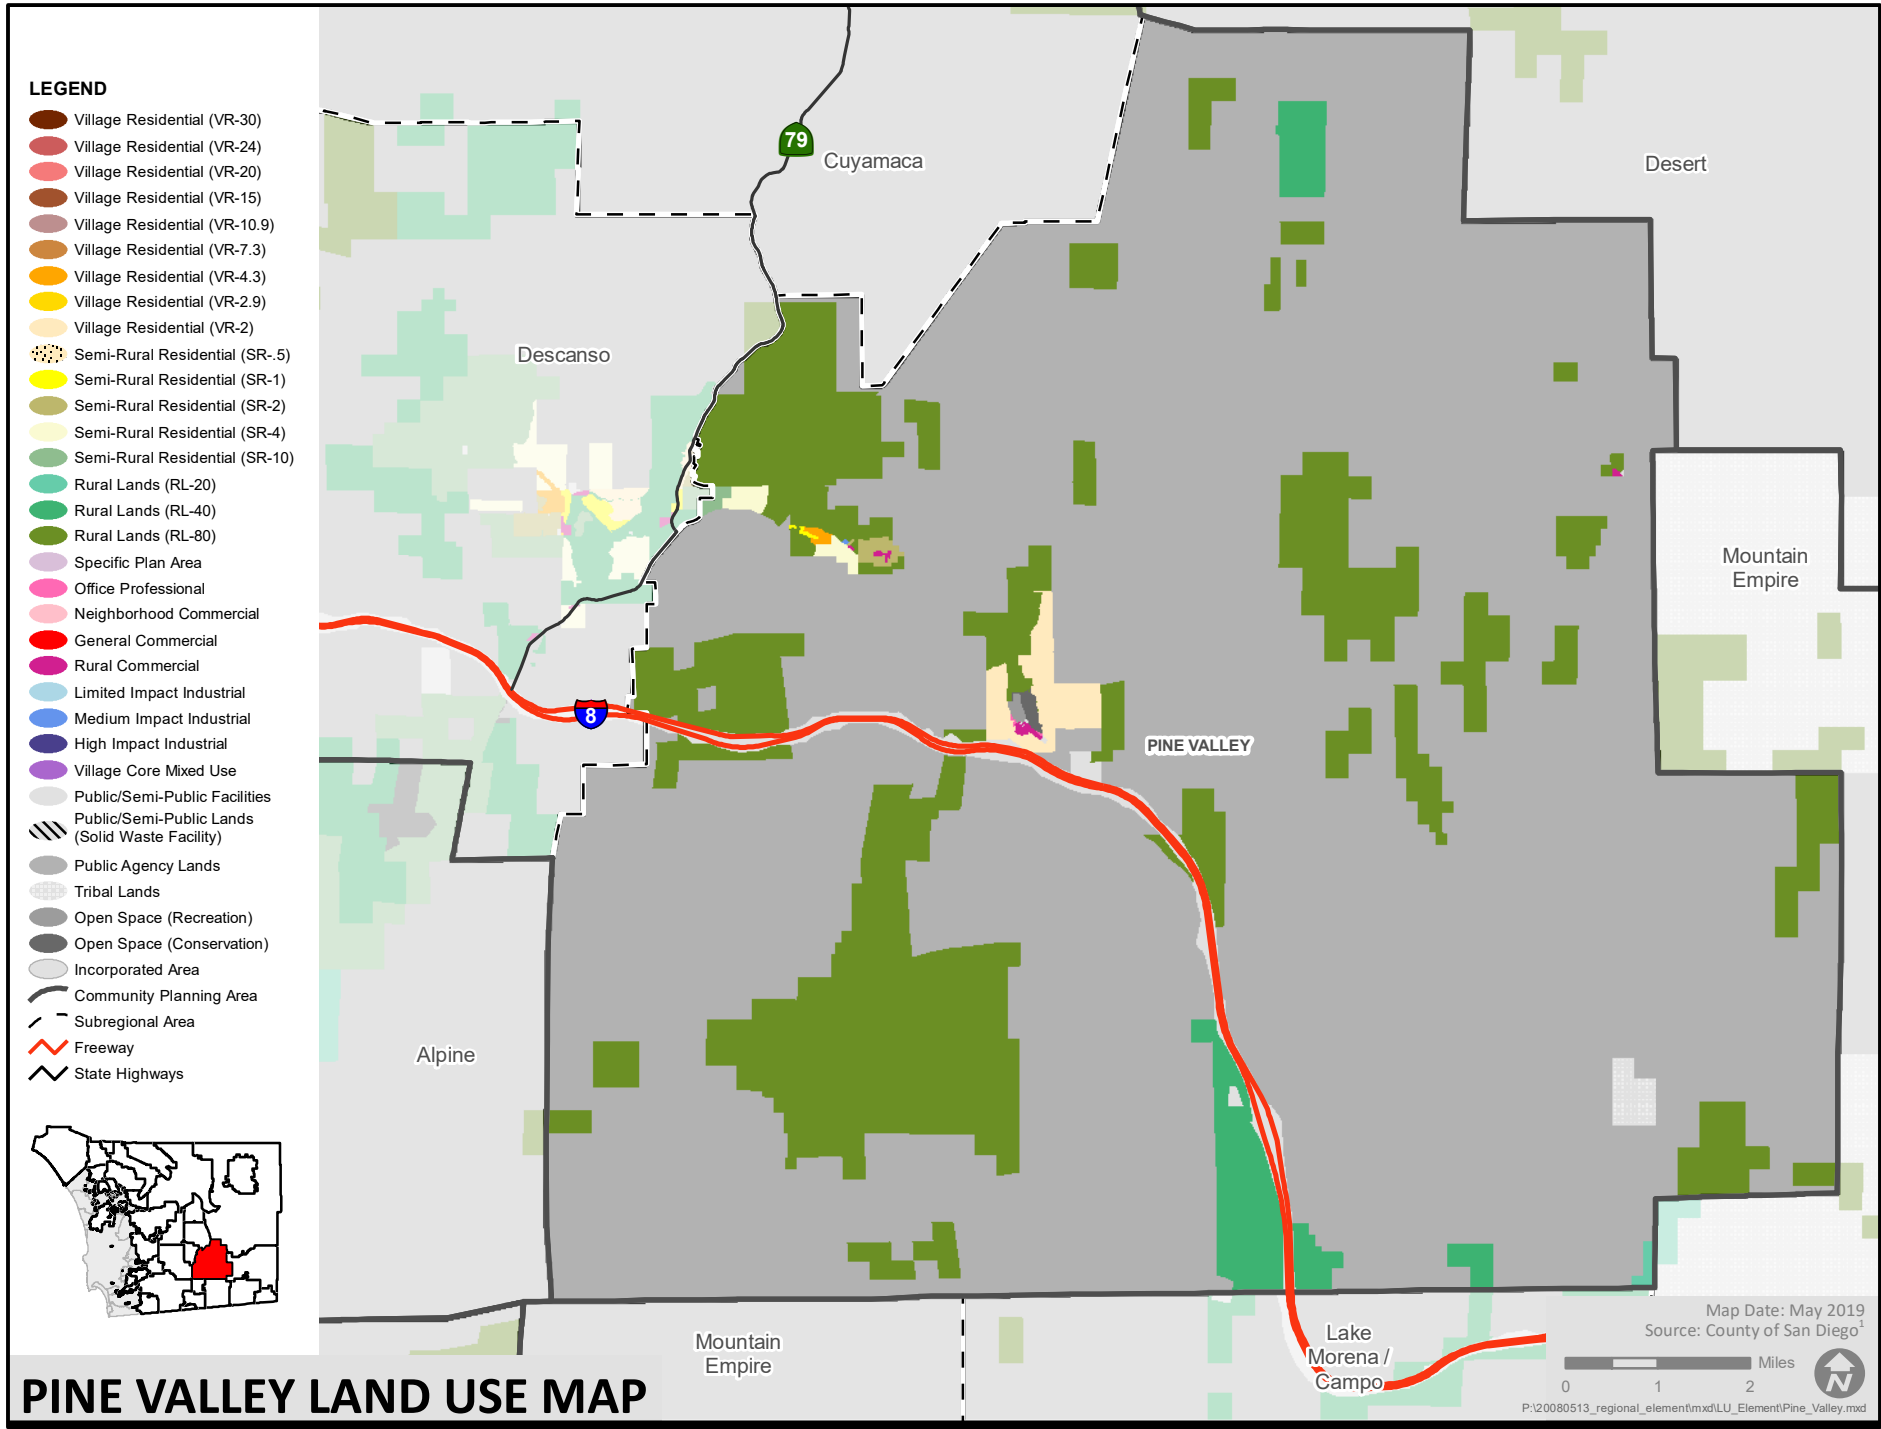 LEGEND
Village Residential (VR-30)
Village Residential (VR-24)
Village Residential (VR-20)
Village Residential (VR-15)
Village Residential (VR-10.9)
Village Residential (VR-7.3)
Village Residential (VR-4.3)
Village Residential (VR-2.9)
Village Residential (VR-2)
Semi-Rural Residential (SR-.5)
Semi-Rural Residential (SR-1)
Semi-Rural Residential (SR-2)
Semi-Rural Residential (SR-4)
Semi-Rural Residential (SR-10)
Rural Lands (RL-20)
Rural Lands (RL-40)
Rural Lands (RL-80)
Specific Plan Area
Office Professional
Neighborhood Commercial
General Commercial
Rural Commercial
Limited Impact Industrial
Medium Impact Industrial
High Impact Industrial
Village Core Mixed Use
Public/Semi-Public Facilities
Public/Semi-Public Lands
(Solid Waste Facility)
Public Agency Lands
Tribal Lands
Open Space (Recreation)
Open Space (Conservation)
Incorporated Area
Community Planning Area
Subregional Area
Freeway
State Highways
79
Cuyamaca
Desert
Descanso
Mountain
Empire
8
PINE VALLEY
Alpine
Mountain
Empire
Lake
Morena /
Campo
Map Date: May 2019
Source: County of San Diego1
Miles
0 1 2
N
P:\20080513_regional_element\mxd\LU_Element\Pine_Valley.mxd
PINE VALLEY LAND USE MAP